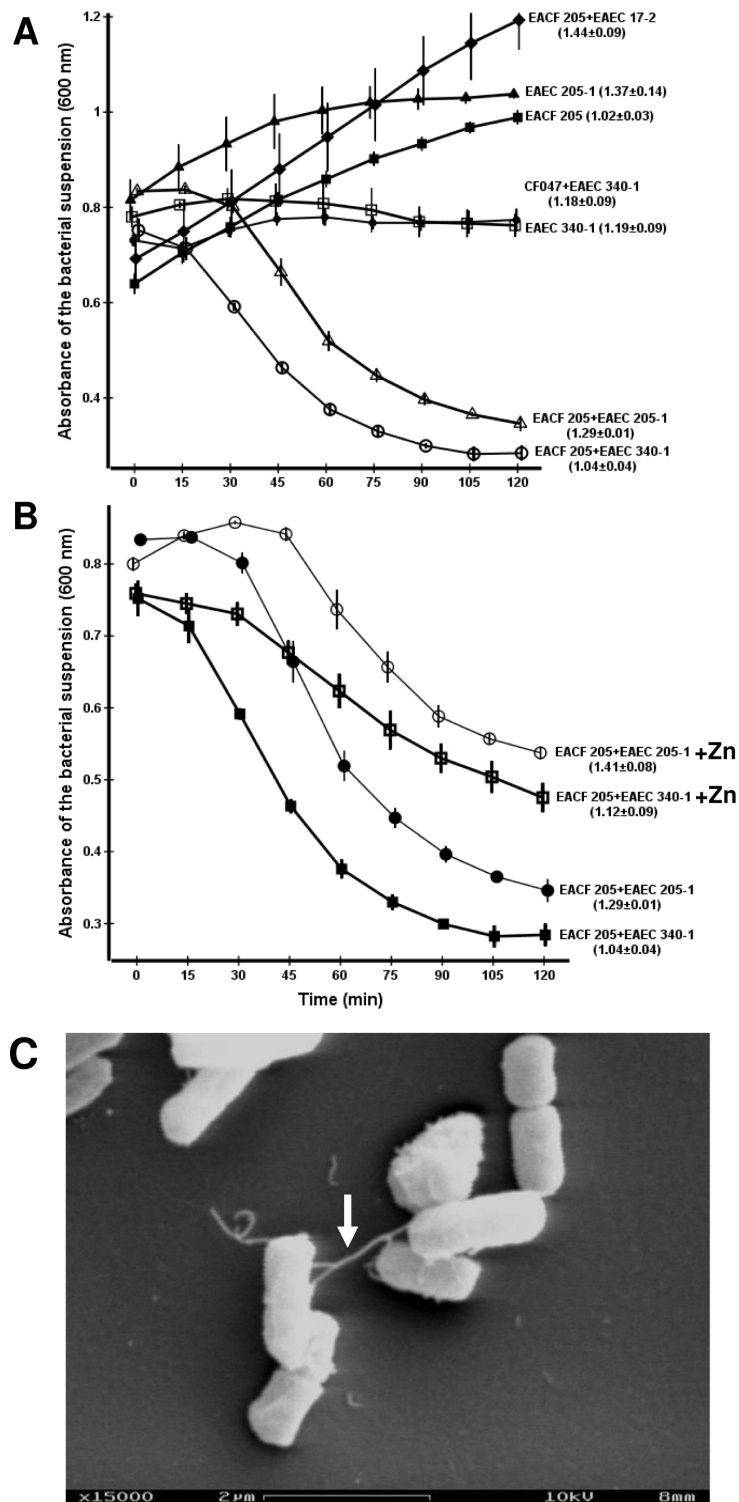 A
Absorbance of the bacterial suspension (600 nm)
1.2
1
0.8
0.6
0.4
0 15 30 45 60 75 90 105 120
EACF 205+EAEC 17-2
(1.44±0.09)
EAEC 205-1 (1.37±0.14)
EACF 205 (1.02±0.03)
CF047+EAEC 340-1
(1.18±0.09)
EAEC 340-1 (1.19±0.09)
EACF 205+EAEC 205-1
(1.29±0.01)
EACF 205+EAEC 340-1
(1.04±0.04)
B
Absorbance of the bacterial suspension (600 nm)
0.8
0.7
0.6
0.5
0.4
0.3
0 15 30 45 60 75 90 105 120
Time (min)
EACF 205+EAEC 205-1 +Zn
(1.41±0.08)
EACF 205+EAEC 340-1 +Zn
(1.12±0.09)
EACF 205+EAEC 205-1
(1.29±0.01)
EACF 205+EAEC 340-1
(1.04±0.04)
C
x15000 2µm 10kV 8mm